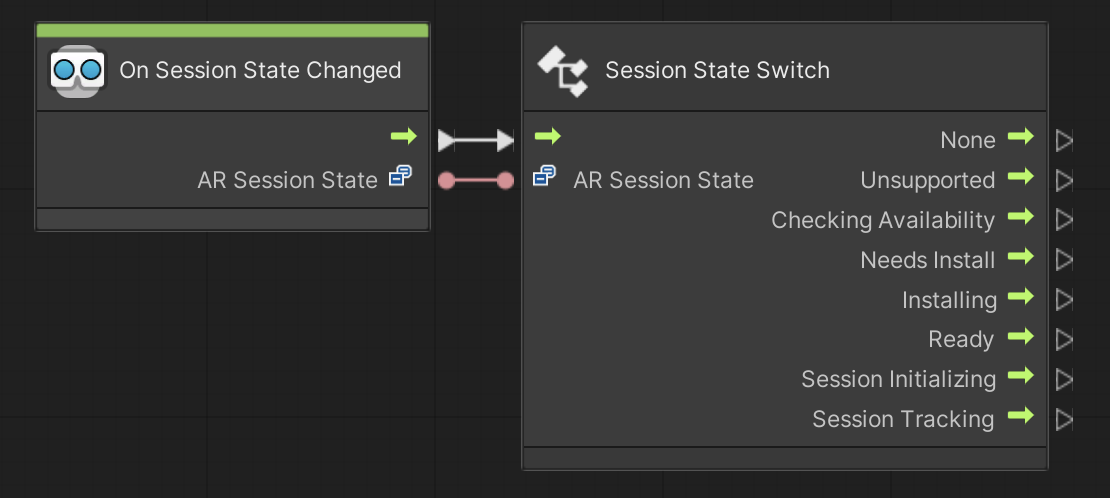 On Session State Changed
AR Session State
Session State Switch
AR Session State
None
Unsupported
Checking Availability
Needs Install
Installing
Ready
Session Initializing
Session Tracking